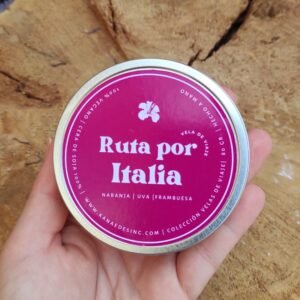 VELA DE VIAJE
Ruta por
Italia
NARANJA | UVA |FRAMBUESA
100% VEGANO | CERA DE SOJA
WWW.KANAEDESINC.COM | COLECCIÓN VELAS DE VIAJE|
| HECHO A MANO